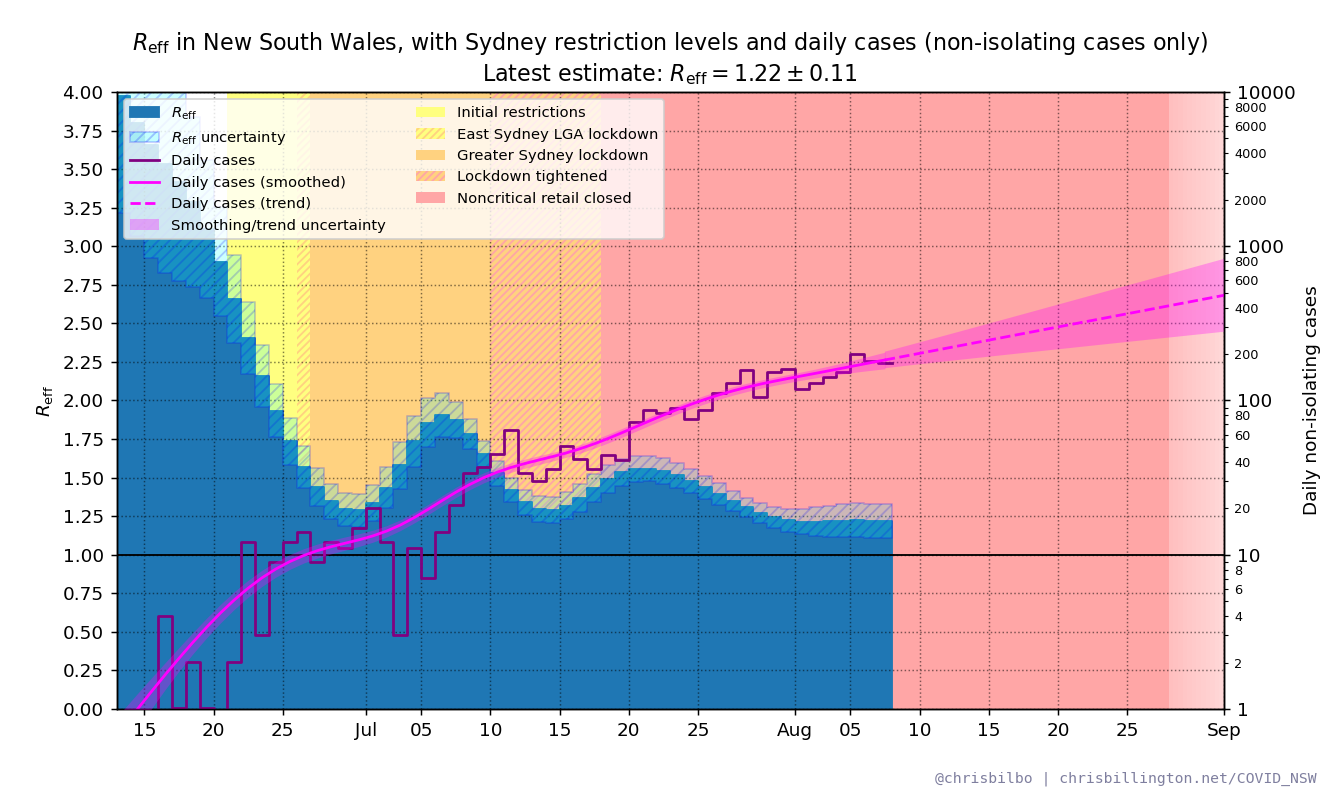 R_eff in New South Wales, with Sydney restriction levels and daily cases (non-isolating cases only)
Latest estimate: R_eff = 1.22 ± 0.11
R_eff
R_eff uncertainty
Daily cases
Daily cases (smoothed)
Daily cases (trend)
Smoothing/trend uncertainty
Initial restrictions
East Sydney LGA lockdown
Greater Sydney lockdown
Lockdown tightened
Noncritical retail closed
4.00
3.75
3.50
3.25
3.00
2.75
2.50
2.25
2.00
1.75
1.50
1.25
1.00
0.75
0.50
0.25
0.00
R_eff
10000
8000
6000
4000
2000
1000
800
600
400
200
100
80
60
40
20
10
8
6
4
2
1
Daily non-isolating cases
15 20 25 Jul 05 10 15 20 25 Aug 05 10 15 20 25 Sep
@chrisbilbo | chrisbillington.net/COVID_NSW